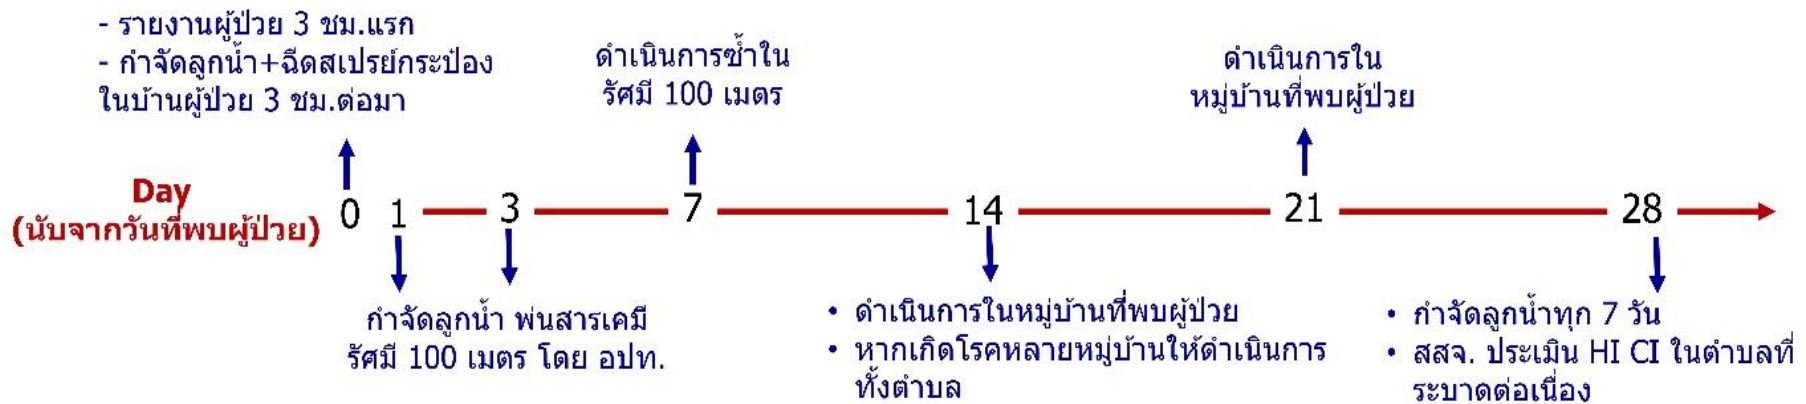 - รายงานผู้ป่วย 3 ชม.แรก
- กำจัดลูกน้ำ+ฉีดสเปรย์กระป๋อง
ในบ้านผู้ป่วย 3 ชม.ต่อมา
ดำเนินการซ้ำใน
รัศมี 100 เมตร
ดำเนินการใน
หมู่บ้านที่พบผู้ป่วย
Day
(นับจากวันที่พบผู้ป่วย)
0 1 3 7 14 21 28
กำจัดลูกน้ำ พ่นสารเคมี
รัศมี 100 เมตร โดย อปท.
• ดำเนินการในหมู่บ้านที่พบผู้ป่วย
• หากเกิดโรคหลายหมู่บ้านให้ดำเนินการ
ทั้งตำบล
• กำจัดลูกน้ำทุก 7 วัน
• สสจ. ประเมิน HI CI ในตำบลที่
ระบาดต่อเนื่อง